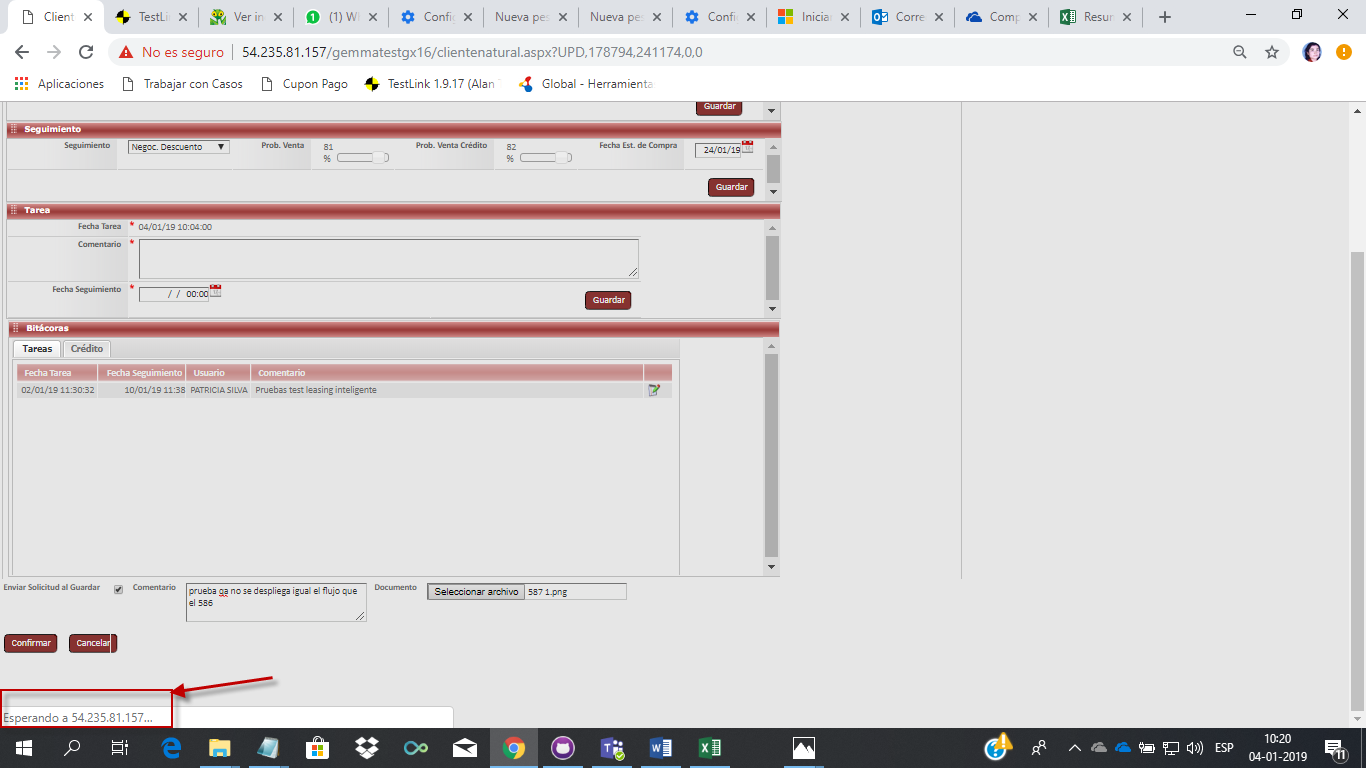 Client
TestLink
Ver in
(1) W
Config
Nueva pes
Nueva pes
Config
Iniciar
Corre
Comp
Resun
No es seguro | 54.235.81.157/gemmatestgx16/clientenatural.aspx?UPD,178794,241174,0,0
Aplicaciones
Trabajar con Casos
Cupon Pago
TestLink 1.9.17 (Alan
Global - Herramienta
Guardar
Seguimiento
Seguimiento
Negoc. Descuento
Prob. Venta
81 %
Prob. Venta Crédito
82 %
Fecha Est. de Compra
24/01/19
Guardar
Tarea
Fecha Tarea * 04/01/19 10:04:00
Comentario *
Fecha Seguimiento * / / 00:00
Guardar
Bitácoras
Tareas Crédito
Fecha Tarea Fecha Seguimiento Usuario Comentario
02/01/19 11:30:32 10/01/19 11:38 PATRICIA SILVA Pruebas test leasing inteligente
Enviar Solicitud al Guardar
Comentario
prueba qa no se despliega igual el flujo que
el 586
Documento
Seleccionar archivo 587 1.png
Confirmar Cancelar
Esperando a 54.235.81.157...
ESP
10:20
04-01-2019
11